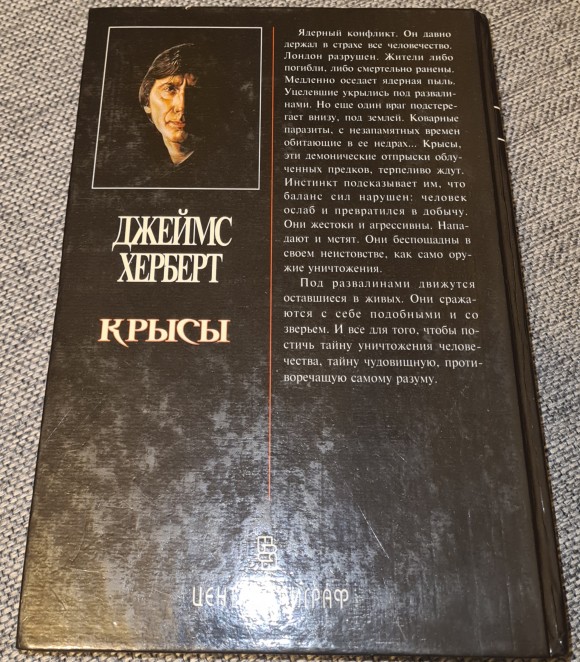 ДЖЕЙМС
ХЕРБЕРТ
КРЫСЫ
Ядерный конфликт. Он давно
держал в страхе все человечество.
Лондон разрушен. Жители либо
погибли, либо смертельно ранены.
Медленно оседает ядерная пыль.
Уцелевшие укрылись под развали-
нами. Но еще один враг подстере-
гает внизу, под землей. Коварные
паразиты, с незапамятных времен
обитающие в ее недрах... Крысы,
эти демонические отпрыски облу-
ченных предков, терпеливо ждут.
Инстинкт подсказывает им, что
баланс сил нарушен: человек
ослаб и превратился в добычу.
Они жестоки и агрессивны. Напа-
дают и мстят. Они беспощадны в
своем неистовстве, как само ору-
жие уничтожения.
Под развалинами движутся
оставшиеся в живых. Они сража-
ются с себе подобными и со
зверьем. И все для того, чтобы по-
стичь тайну уничтожения челове-
чества, тайну чудовищную, проти-
воречащую самому разуму.